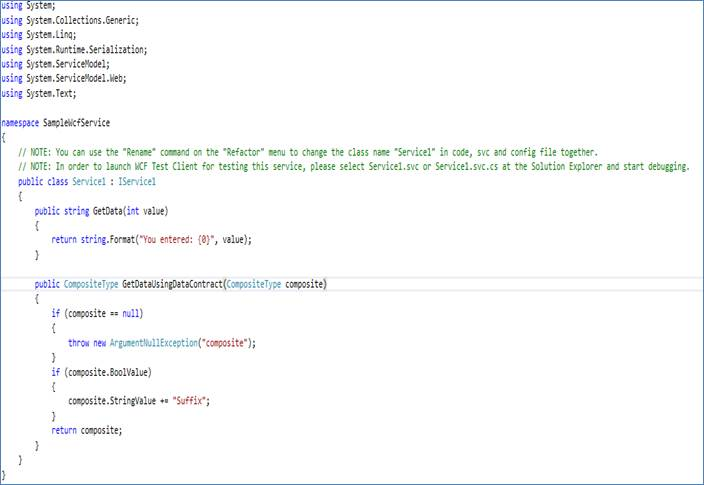 using System;
using System.Collections.Generic;
using System.Linq;
using System.Runtime.Serialization;
using System.ServiceModel;
using System.ServiceModel.Web;
using System.Text;

namespace SampleWcfService
{
    // NOTE: You can use the "Rename" command on the "Refactor" menu to change the class name "Service1" in code, svc and config file together.
    // NOTE: In order to launch WCF Test Client for testing this service, please select Service1.svc or Service1.svc.cs at the Solution Explorer and start debugging.
    public class Service1 : IService1
    {
        public string GetData(int value)
        {
            return string.Format("You entered: {0}", value);
        }

        public CompositeType GetDataUsingDataContract(CompositeType composite)
        {
            if (composite == null)
            {
                throw new ArgumentNullException("composite");
            }
            if (composite.BoolValue)
            {
                composite.StringValue += "Suffix";
            }
            return composite;
        }
    }
}